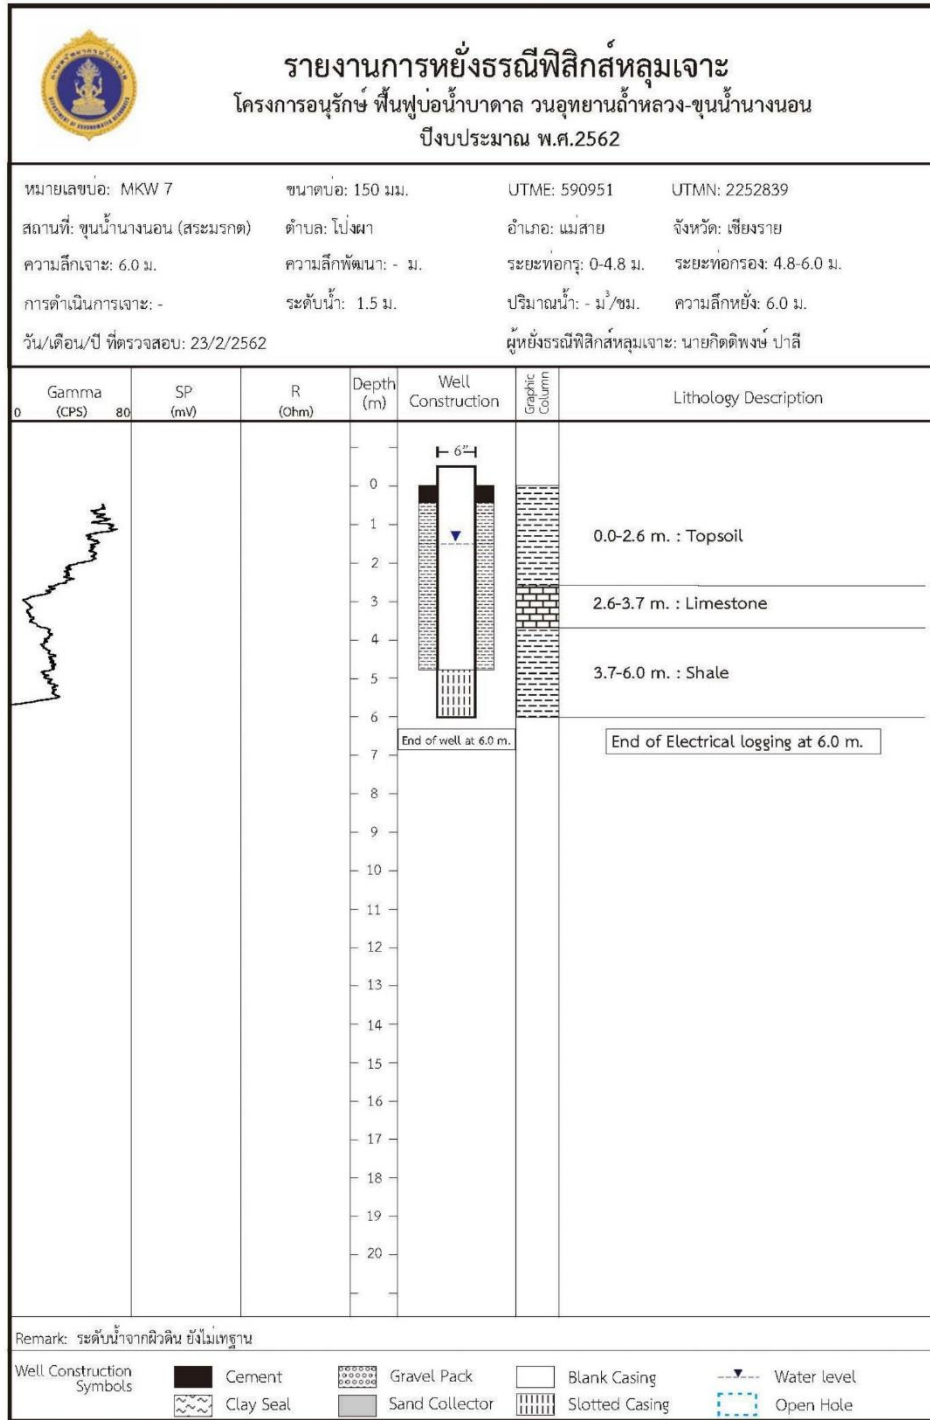 รายงานการหยั่งธรณีฟิสิกส์หลุมเจาะ
โครงการอนุรักษ์ ฟื้นฟูบ่อน้ำบาดาล วนอุทยานถ้ำหลวง-ขุนน้ำนางนอน
ปีงบประมาณ พ.ศ.2562
หมายเลขบ่อ: MKW 7 ขนาดบ่อ: 150 มม. UTME: 590951 UTMN: 2252839
สถานที่: ขุนน้ำนางนอน (สระมรกต) ตำบล: โป่งผา อำเภอ: แม่สาย จังหวัด: เชียงราย
ความลึกเจาะ: 6.0 ม. ความลึกพัฒนา: - ม. ระยะท่อกรุ: 0-4.8 ม. ระยะท่อกรอง: 4.8-6.0 ม.
การดำเนินการเจาะ: - ระดับน้ำ: 1.5 ม. ปริมาณน้ำ: - ม³/ชม. ความลึกหยั่ง: 6.0 ม.
วัน/เดือน/ปี ที่ตรวจสอบ: 23/2/2562 ผู้หยั่งธรณีฟิสิกส์หลุมเจาะ: นายกิตติพงษ์ ปาลี
Gamma SP R Depth Well Graphic Column Lithology Description
0 (CPS) 80 (mV) (Ohm) (m) Construction
6"
0
1
0.0-2.6 m. : Topsoil
2
3 2.6-3.7 m. : Limestone
4
5 3.7-6.0 m. : Shale
6
End of well at 6.0 m. End of Electrical logging at 6.0 m.
7
8
9
10
11
12
13
14
15
16
17
18
19
20
Remark: ระดับน้ำจากผิวดิน ยังไม่เทฐาน
Well Construction Symbols Cement Gravel Pack Blank Casing Water level
Clay Seal Sand Collector Slotted Casing Open Hole